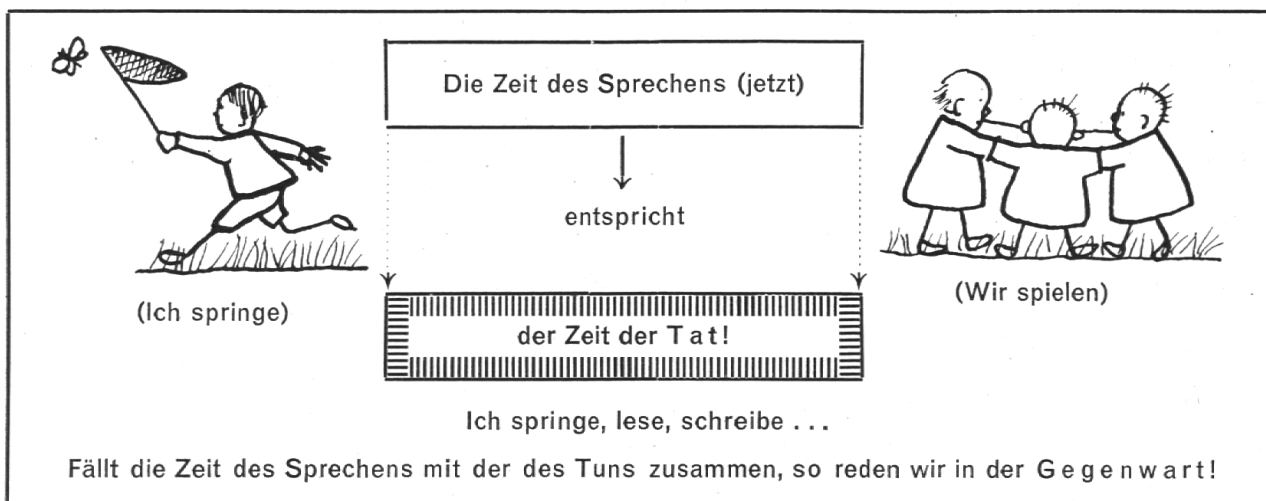 Die Zeit des Sprechens (jetzt)
entspricht
(Ich springe)
(Wir spielen)
der Zeit der Tat!
Ich springe, lese, schreibe ...
Fällt die Zeit des Sprechens mit der des Tuns zusammen, so reden wir in der Gegenwart!